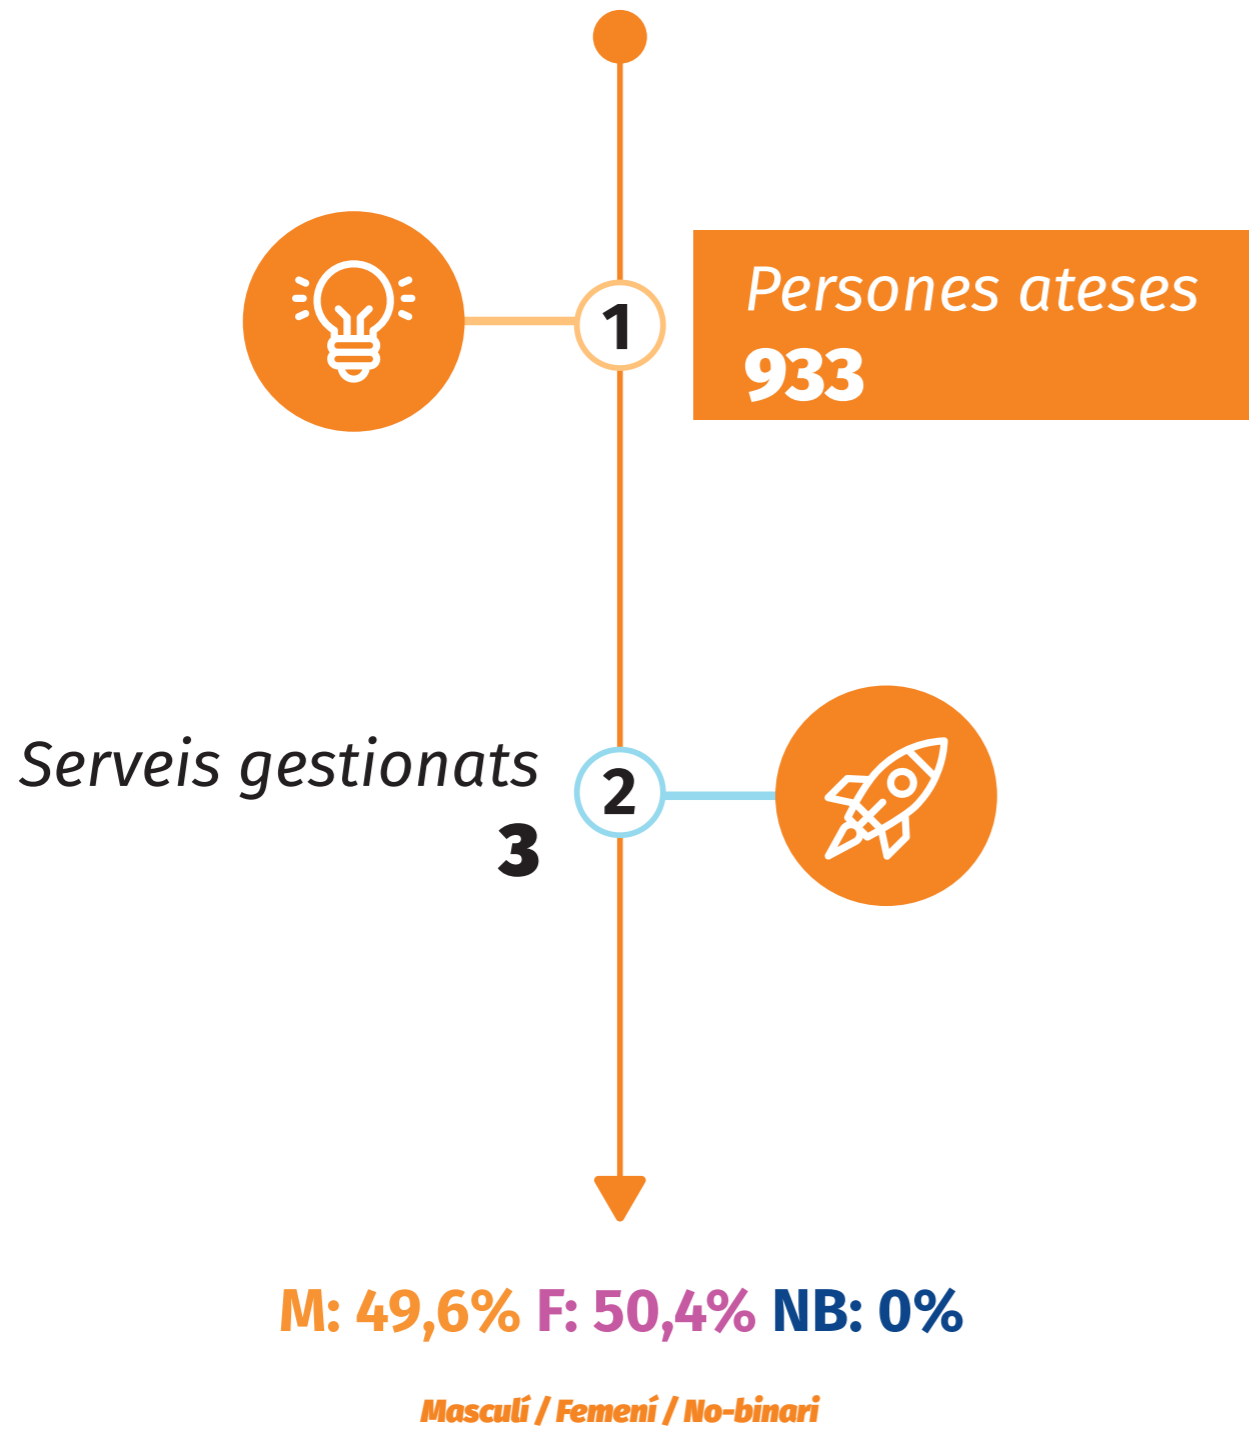 1
Persones ateses
933
Serveis gestionats
2
3
M: 49,6% F: 50,4% NB: 0%
Masculí / Femení / No-binari